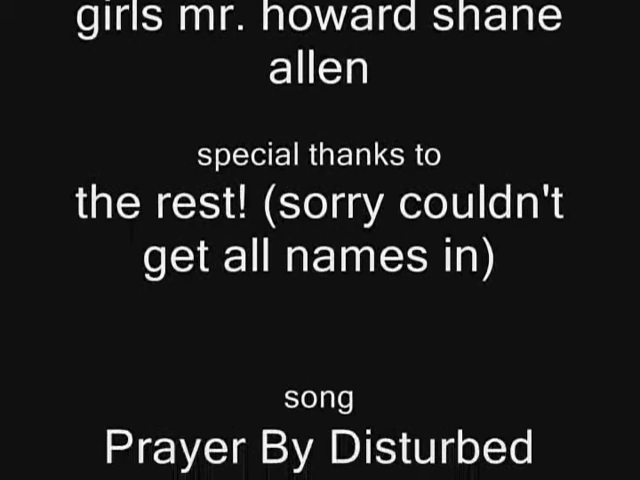 girls mr. howard shane
allen
special thanks to
the rest! (sorry couldn't
get all names in)
song
Prayer By Disturbed